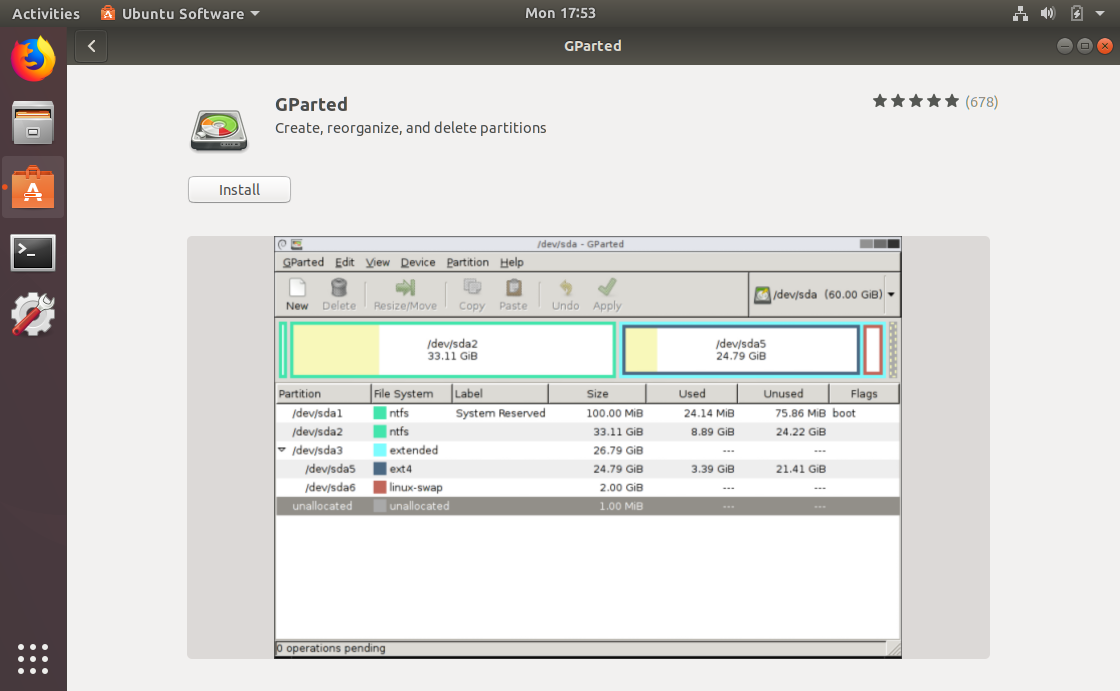 Activities Ubuntu Software Mon 17:53
GParted
GParted
(678)
Create, reorganize, and delete partitions
Install
/dev/sda - GParted
GParted Edit View Device Partition Help
New Delete Resize/Move Copy Paste Undo Apply /dev/sda (60.00 GiB)
/dev/sda2 /dev/sda5
33.11 GiB 24.79 GiB
Partition File System Label Size Used Unused Flags
/dev/sda1 ntfs System Reserved 100.00 MiB 24.14 MiB 75.86 MiB boot
/dev/sda2 ntfs 33.11 GiB 8.89 GiB 24.22 GiB
/dev/sda3 extended 26.79 GiB --- ---
/dev/sda5 ext4 24.79 GiB 3.39 GiB 21.41 GiB
/dev/sda6 linux-swap 2.00 GiB --- ---
unallocated unallocated 1.00 MiB --- ---
0 operations pending